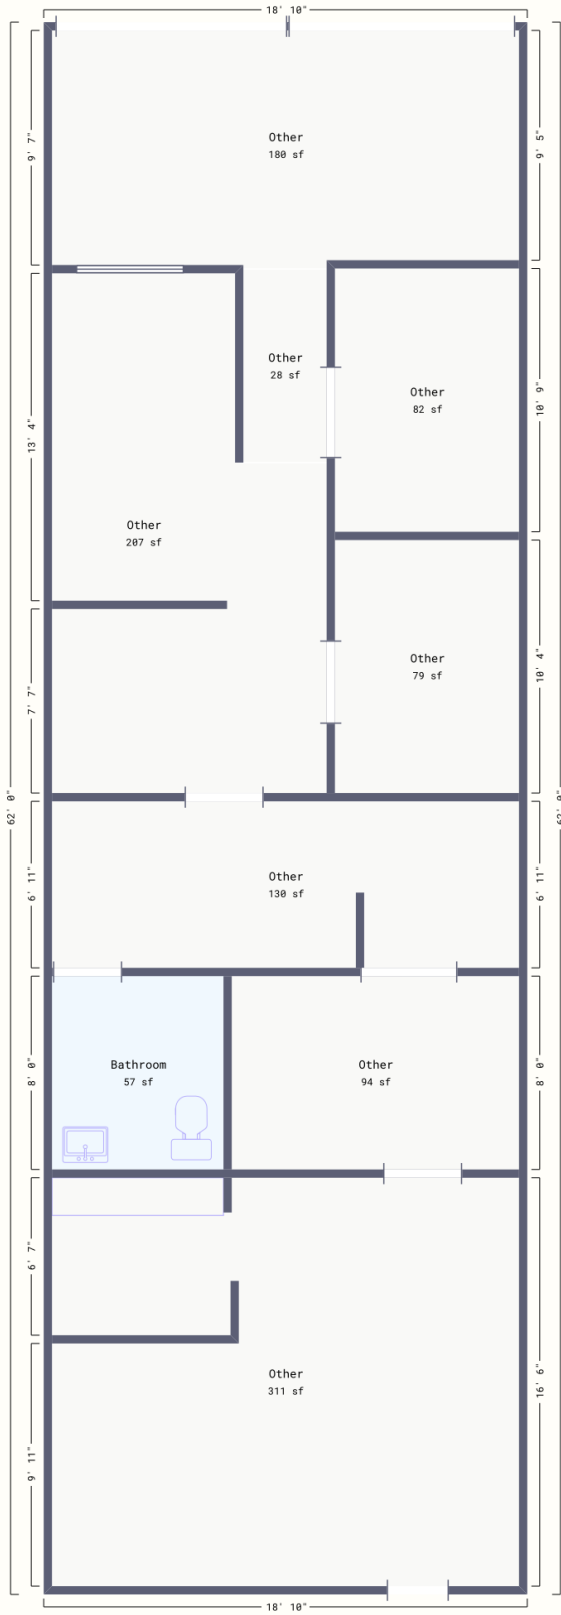 18' 10"
9' 7"
9' 5"
Other
180 sf
Other
28 sf
Other
82 sf
10' 9"
13' 4"
Other
207 sf
Other
79 sf
10' 4"
7' 7"
62' 0"
6' 11"
Other
130 sf
6' 11"
8' 0"
Bathroom
57 sf
Other
94 sf
8' 0"
6' 7"
Other
311 sf
16' 6"
9' 11"
18' 10"